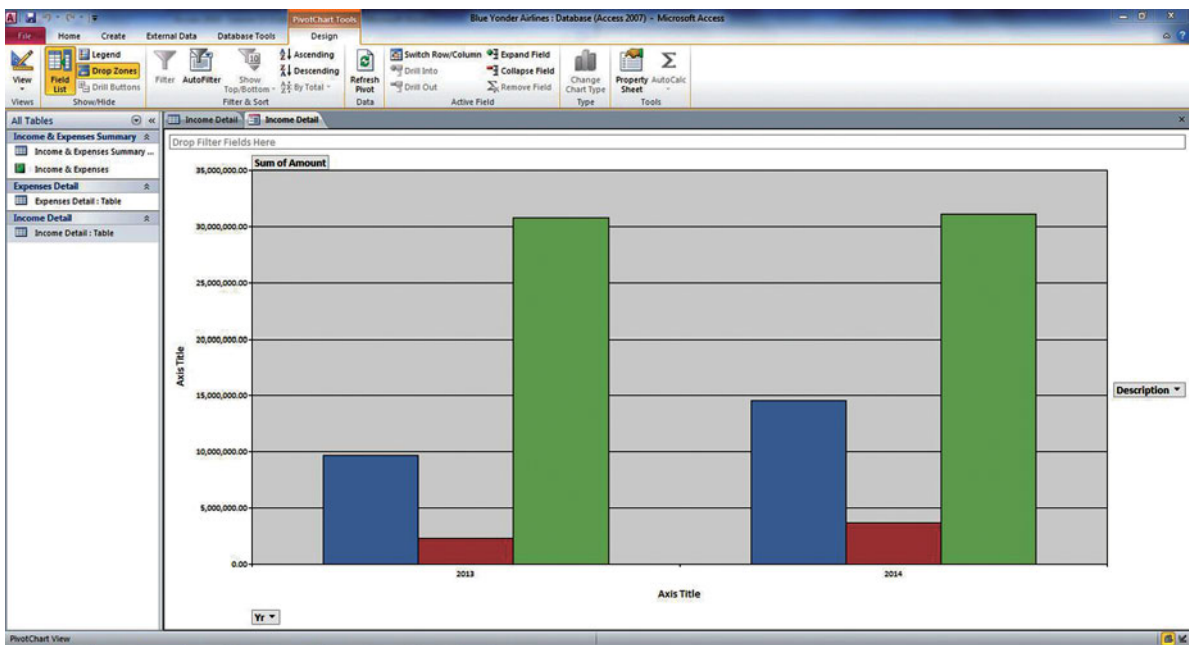 PivotChart Tools
Blue Yonder Airlines : Database (Access 2007) - Microsoft Access
File Home Create External Data Database Tools Design
View
Views
Field List
Legend
Drop Zones
Drill Buttons
Show/Hide
Filter
AutoFilter
Show Top/Bottom
Ascending
Descending
By Total
Filter & Sort
Refresh Pivot
Data
Switch Row/Column
Drill Into
Drill Out
Expand Field
Collapse Field
Remove Field
Active Field
Change Chart Type
Type
Property Sheet
AutoCalc
Tools
All Tables
Income & Expenses Summary
Income & Expenses Summary ...
Income & Expenses
Expenses Detail
Expenses Detail : Table
Income Detail
Income Detail : Table
Income Detail
Income Detail
Drop Filter Fields Here
Sum of Amount
35,000,000.00
30,000,000.00
25,000,000.00
20,000,000.00
15,000,000.00
10,000,000.00
5,000,000.00
0.00
Axis Title
2013
2014
Axis Title
Description
Yr
PivotChart View